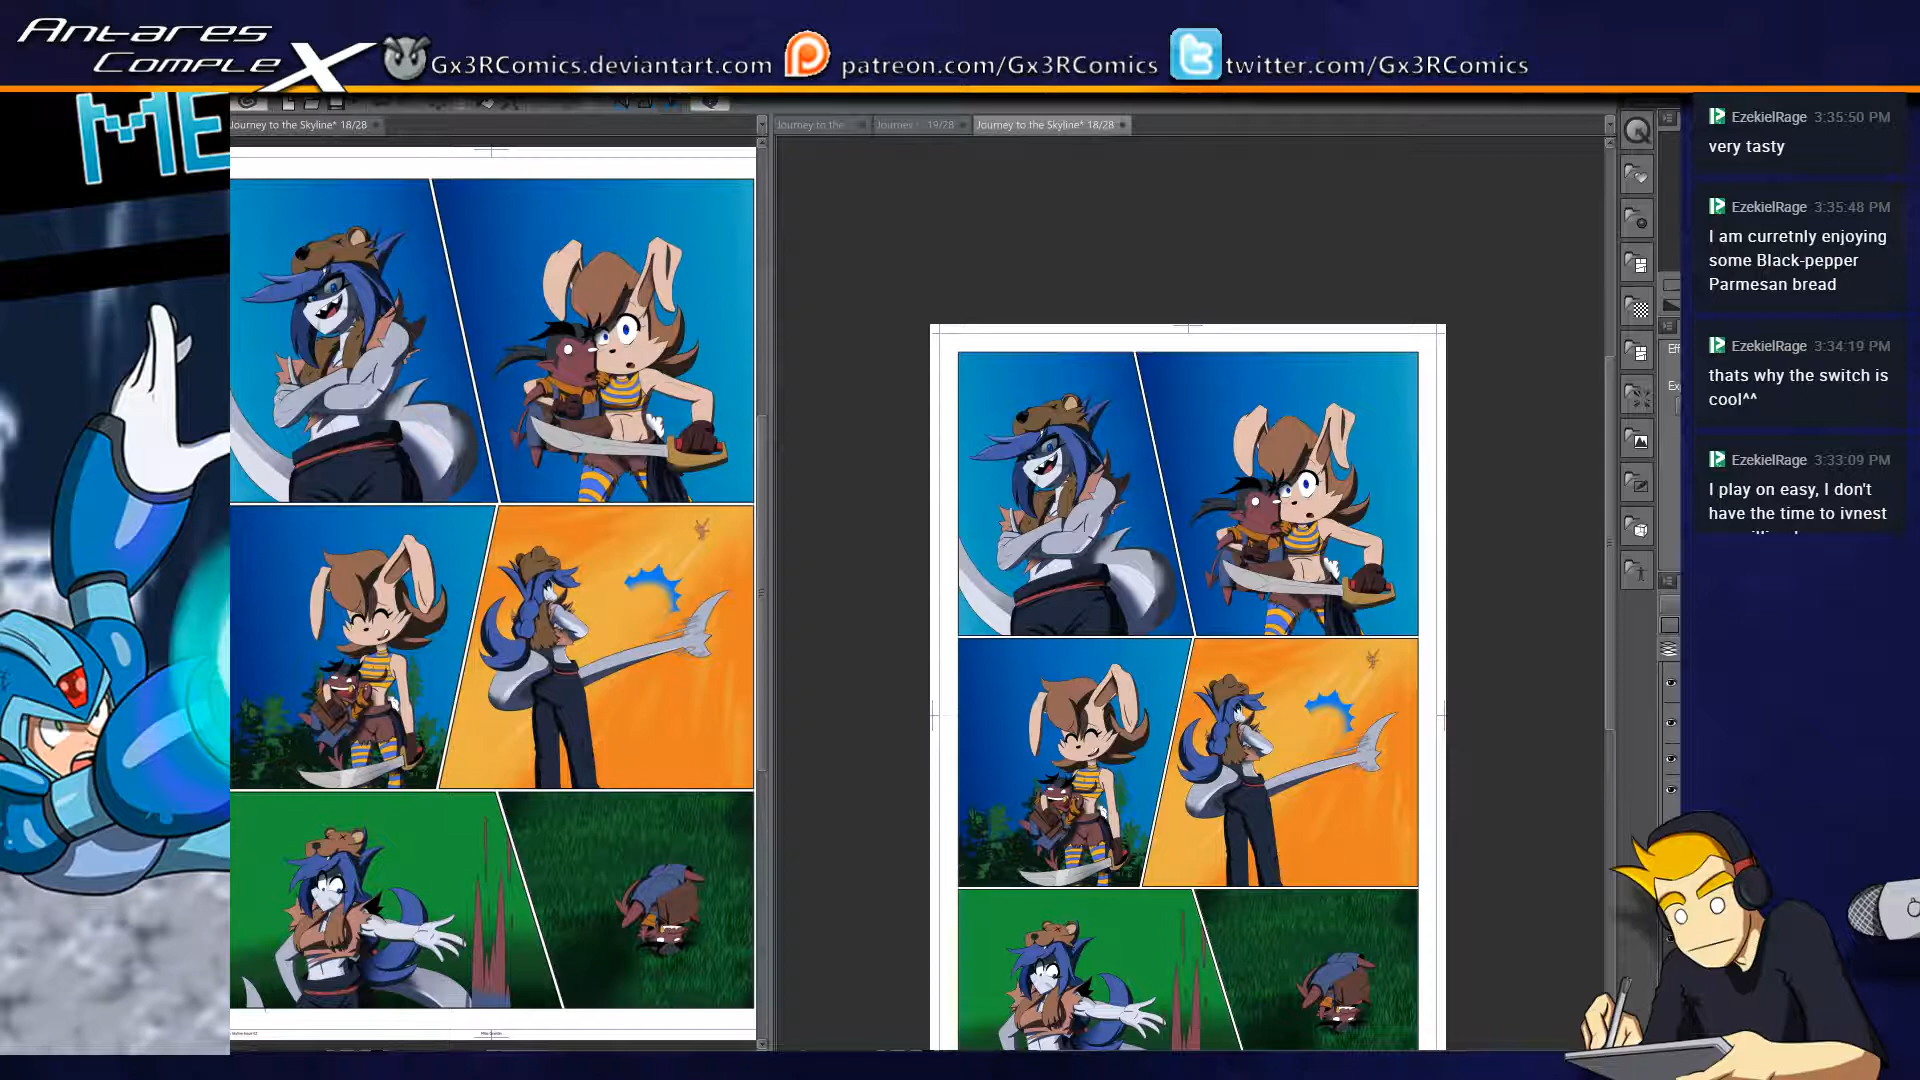 Antares
Complex
Gx3RComics.deviantart.com
patreon.com/Gx3RComics
twitter.com/Gx3RComics
ME
Journey to the Skyline* 18/28
Journey to the
Journey
19/28
Journey to the Skyline* 18/28
EzekielRage 3:35:50 PM
very tasty
EzekielRage 3:35:48 PM
I am curretnly enjoying
some Black-pepper
Parmesan bread
EzekielRage 3:34:19 PM
thats why the switch is
cool^^
EzekielRage 3:33:09 PM
I play on easy, I don't
have the time to ivnest